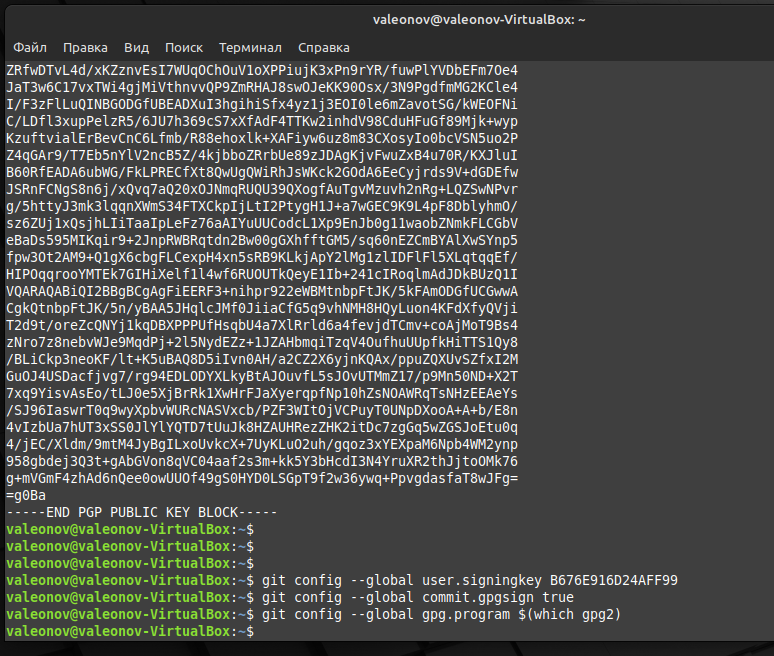 valeonov@valeonov-VirtualBox: ~
Файл Правка Вид Поиск Терминал Справка
ZRfwDTvL4d/xKZznvEsI7WUqOChOuV1oXPPiujK3xPn9rYR/fuwPlYVDbEFm7Oe4
JaT3w6C17vxTWi4gjMiVthnvvQP9ZmRHAJ8swOJeKK90Osx/3N9PgdfmMG2KCle4
I/F3zFlLuQINBGODGfUBEADXuI3hgihiSfx4yz1j3EOI0le6mZavotSG/kWEOFNi
C/LDfl3xupPelzR5/6JU7h369cS7xXfAdF4TTKw2inhdV98CduHFuGf89Mjk+wyp
KzuftvialErBevCnC6Lfmb/R88ehoxlk+XAFiyw6uz8m83CXosyIo0bcVSN5uo2P
Z4qGAr9/T7Eb5nYlV2ncB5Z/4kjbboZRrbUe89zJDAgKjvFwuZxB4u70R/KXJluI
B60RfEADA6ubWG/FkLPRECfXt8QwUgQWiRhJsWKck2GOdA6EeCyjrds9V+dGDEfw
JSRnFCNgS8n6j/xQvq7aQ20xOJNmqRUQU39QXogfAuTgvMzuvh2nRg+LQZSwNPvr
g/5httyJ3mk3lqqnXWmS34FTXCkpIjLtI2PtygH1J+a7wGEC9K9L4pF8DblyhmO/
sz6ZUj1xQsjhLIiTaaIpLeFz76aAIYuUUCodcL1Xp9EnJb0g11waobZNmkFLCGbV
eBaDs595MIKqir9+2JnpRWBRqtdn2Bw00gGXhfftGM5/sq60nEZCmBYAlXwSYnp5
fpw3Ot2AM9+Q1gX6cbgFLCexpH4xn5sRB9KLkjApY2lMg1zlIDFlFl5XLqtqqEf/
HIPOqqrooYMTEk7GIHiXelf1l4wf6RUOUTkQeyE1Ib+241cIRoqlmAdJDkBUzQ1I
VQARAQABiQI2BBgBCgAgFiEERF3+nihpr922eWBMtnbpFtJK/5kFAmODGfUCGwwA
CgkQtnbpFtJK/5n/yBAA5JHqlcJMf0JiiaCfG5q9vhNMH8HQyLuon4KFdXfyQVji
T2d9t/oreZcQNYj1kqDBXPPPUfHsqbU4a7XlRrld6a4fevjdTCmv+coAjMoT9Bs4
zNro7z8nebvWJe9MqdPj+2l5NydEZz+1JZAHbmqiTzqV4OufhuUUpfkHiTTS1Qy8
/BLiCkp3neoKF/lt+K5uBAQ8D5iIvn0AH/a2CZ2X6yjnKQAx/ppuZQXUvSZfxI2M
GuOJ4USDacfjvg7/rg94EDLODYXLkyBtAJOuvfL5sJOvUTMmZ17/p9Mn50ND+X2T
7xq9YisvAsEo/tLJ0e5XjBrRk1XwHrFJaXyerqpfNp10hZsNOAWRqTsNHzEEAeYs
/SJ96IaswrT0q9wyXpbvWURcNASVxcb/PZF3WItOjVCPuyT0UNpDXooA+A+b/E8n
4vIzbUa7hUT3xSS0JlYlYQTD7tUuJk8HZAUHRezZHK2itDc7zgGq5wZGSJoEtu0q
4/jEC/Xldm/9mtM4JyBgILxoUvkcX+7UyKLuO2uh/gqoz3xYEXpaM6Npb4WM2ynp
958gbdej3Q3t+gAbGVon8qVC04aaf2s3m+kk5Y3bHcdI3N4YruXR2thJjtoOMk76
g+mVGmF4zhAd6nQee0owUUOf49gS0HYD0LSGpT9f2w36ywq+PpvgdasfaT8wJFg=
=g0Ba
-----END PGP PUBLIC KEY BLOCK-----
valeonov@valeonov-VirtualBox:~$
valeonov@valeonov-VirtualBox:~$
valeonov@valeonov-VirtualBox:~$
valeonov@valeonov-VirtualBox:~$ git config --global user.signingkey B676E916D24AFF99
valeonov@valeonov-VirtualBox:~$ git config --global commit.gpgsign true
valeonov@valeonov-VirtualBox:~$ git config --global gpg.program $(which gpg2)
valeonov@valeonov-VirtualBox:~$